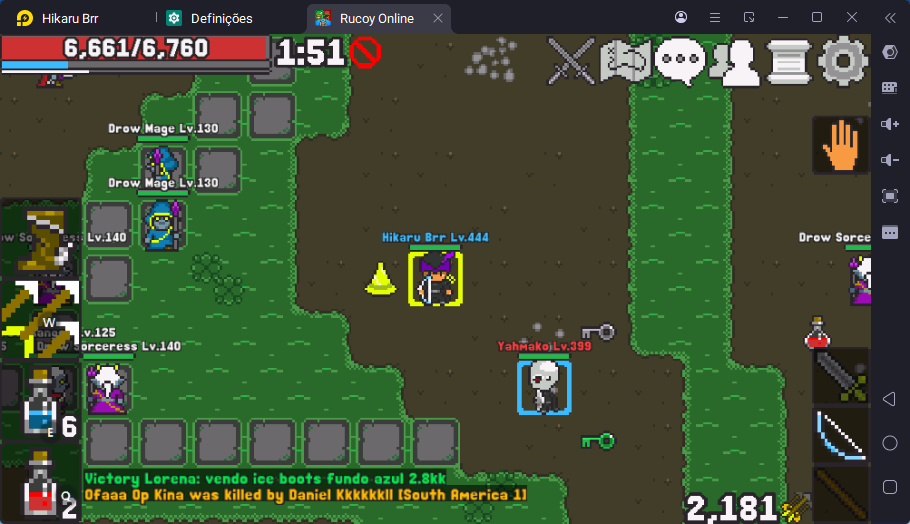 Hikaru Brr
Definições
Rucoy Online
6,661/6,760
1:51
Drow Mage Lv.130
Drow Mage Lv.130
Lv.140
Hikaru Brr Lv.444
Drow Sorce
W
v.125
Sorceress Lv.140
Yahmako Lv.399
E
6
Q
2
Victory Lorena: vendo ice boots fundo azul 2.8kk
Ofaaa Op Kina was killed by Daniel Kkkkkkll [South America 1]
2,181